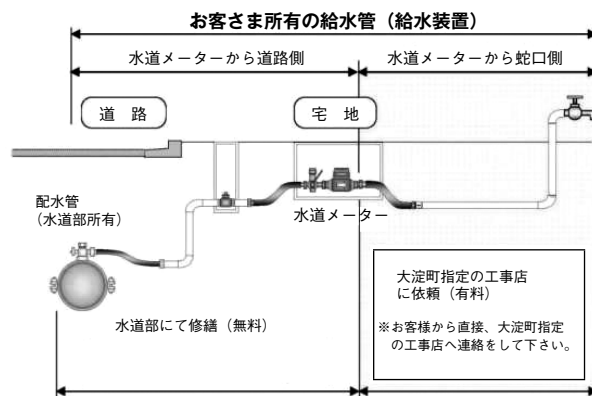 お客さま所有の給水管（給水装置）
水道メーターから道路側
水道メーターから蛇口側
道 路
宅 地
配水管
（水道部所有）
水道メーター
水道部にて修繕（無料）
大淀町指定の工事店
に依頼（有料）
※お客様から直接、大淀町指定
の工事店へ連絡をして下さい。